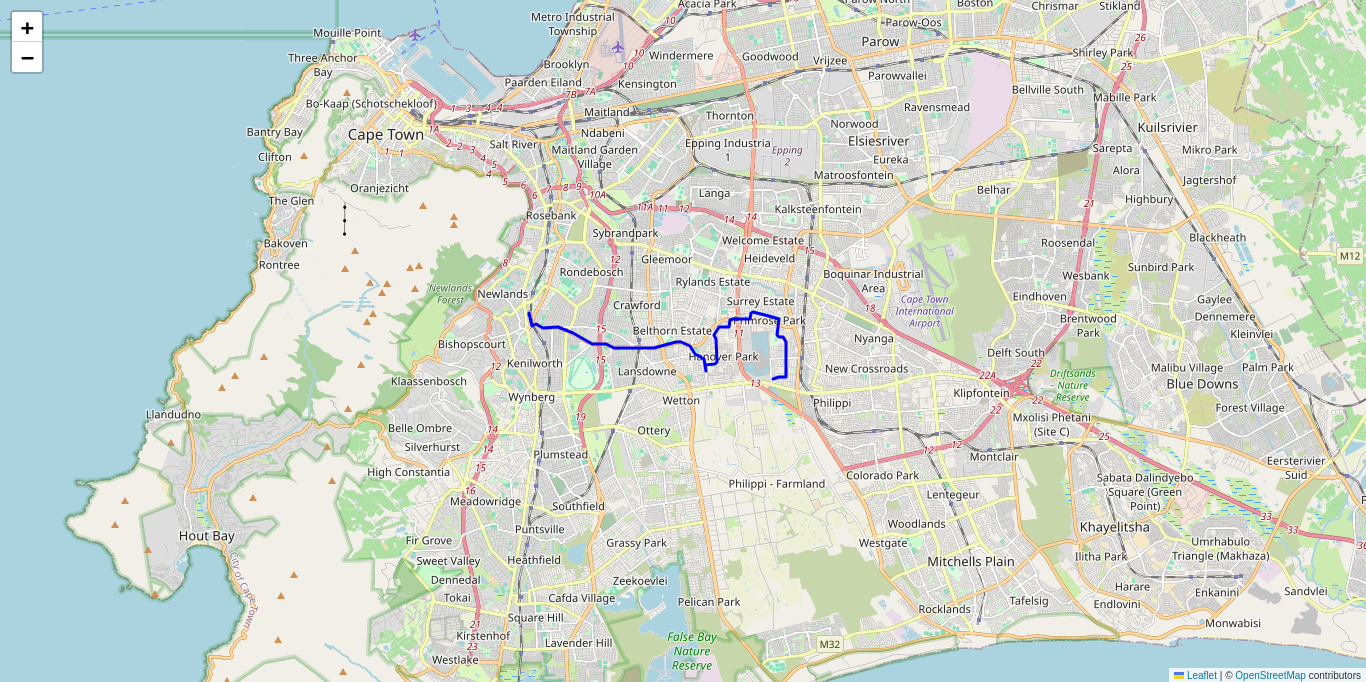 +
−
Acacia Park
Parow North
Boston
Chrismar
Stikland
Metro Industrial
Township
Parow-Oos
Mouille Point
Parow
Three Anchor
Bay
Windermere
Goodwood
Vrijzee
Shirley Park
Brooklyn
Paarden Eiland
Kensington
Parowvallei
Bellville South
Mabille Park
Bo-Kaap (Schotschekloof)
Maitland
Thornton
Ravensmead
Kuilsrivier
Bantry Bay
Cape Town
Ndabeni
Norwood
Salt River
Maitland Garden
Village
Epping Industria
1
Epping
2
Elsiesriver
Eureka
Sarepta
Mikro Park
Clifton
Matroosfontein
Alora
Jagtershof
Oranjezicht
Langa
Belhar
Highbury
The Glen
Rosebank
Kalksteenfontein
Sybrandpark
Welcome Estate
Roosendal
Blackheath
Bakoven
Rontree
Gleemoor
Heideveld
M12
Rondebosch
Rylands Estate
Boquinar Industrial
Area
Wesbank
Sunbird Park
Newlands
Forest
Newlands
Crawford
Surrey Estate
Cape Town
International
Airport
Eindhoven
Gaylee
Dennemere
Belthorn Estate
Primrose Park
Brentwood
Park
Kleinvlei
Bishopscourt
Nyanga
Hanover Park
Delft South
Kenilworth
Lansdowne
New Crossroads
Malibu Village
Palm Park
Klaassenbosch
Driftsands
Nature
Reserve
Blue Downs
Wynberg
Wetton
Philippi
Klipfontein
Forest Village
Llandudno
Mxolisi Phetani
(Site C)
Belle Ombre
Ottery
Silverhurst
Plumstead
Montclair
Eersterivier
Suid
High Constantia
Philippi - Farmland
Colorado Park
Sabata Dalindyebo
Square (Green
Point)
Meadowridge
Southfield
Lentegeur
Puntsville
Woodlands
Khayelitsha
Hout Bay
Fir Grove
Grassy Park
Westgate
Umrhabulo
Triangle (Makhaza)
City of Cape Town
Sweet Valley
Heathfield
Mitchells Plain
Ilitha Park
Dennedal
Zeekoevlei
Harare
Enkanini
Sandvlei
Tokai
Cafda Village
Pelican Park
Tafelsig
Endlovini
Square Hill
Rocklands
Monwabisi
Kirstenhof
Lavender Hill
False Bay
Nature
Reserve
M32
Westlake
Leaflet | © OpenStreetMap contributors